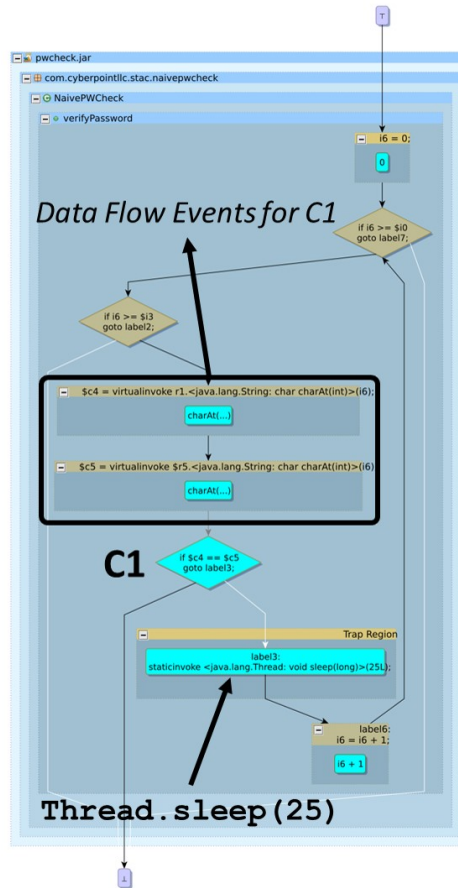 ⊤
pwcheck.jar
com.cyberpointllc.stac.naivepwcheck
NaivePWCheck
verifyPassword
i6 = 0;
0
Data Flow Events for C1
if i6 >= $i0
goto label7;
if i6 >= $i3
goto label2;
$c4 = virtualinvoke r1.<java.lang.String: char charAt(int)>(i6);
charAt(...)
$c5 = virtualinvoke $r5.<java.lang.String: char charAt(int)>(i6)
charAt(...)
C1
if $c4 == $c5
goto label3;
Trap Region
label3:
staticinvoke <java.lang.Thread: void sleep(long)>(25L);
label6:
i6 = i6 + 1;
i6 + 1
Thread.sleep(25)
⊥